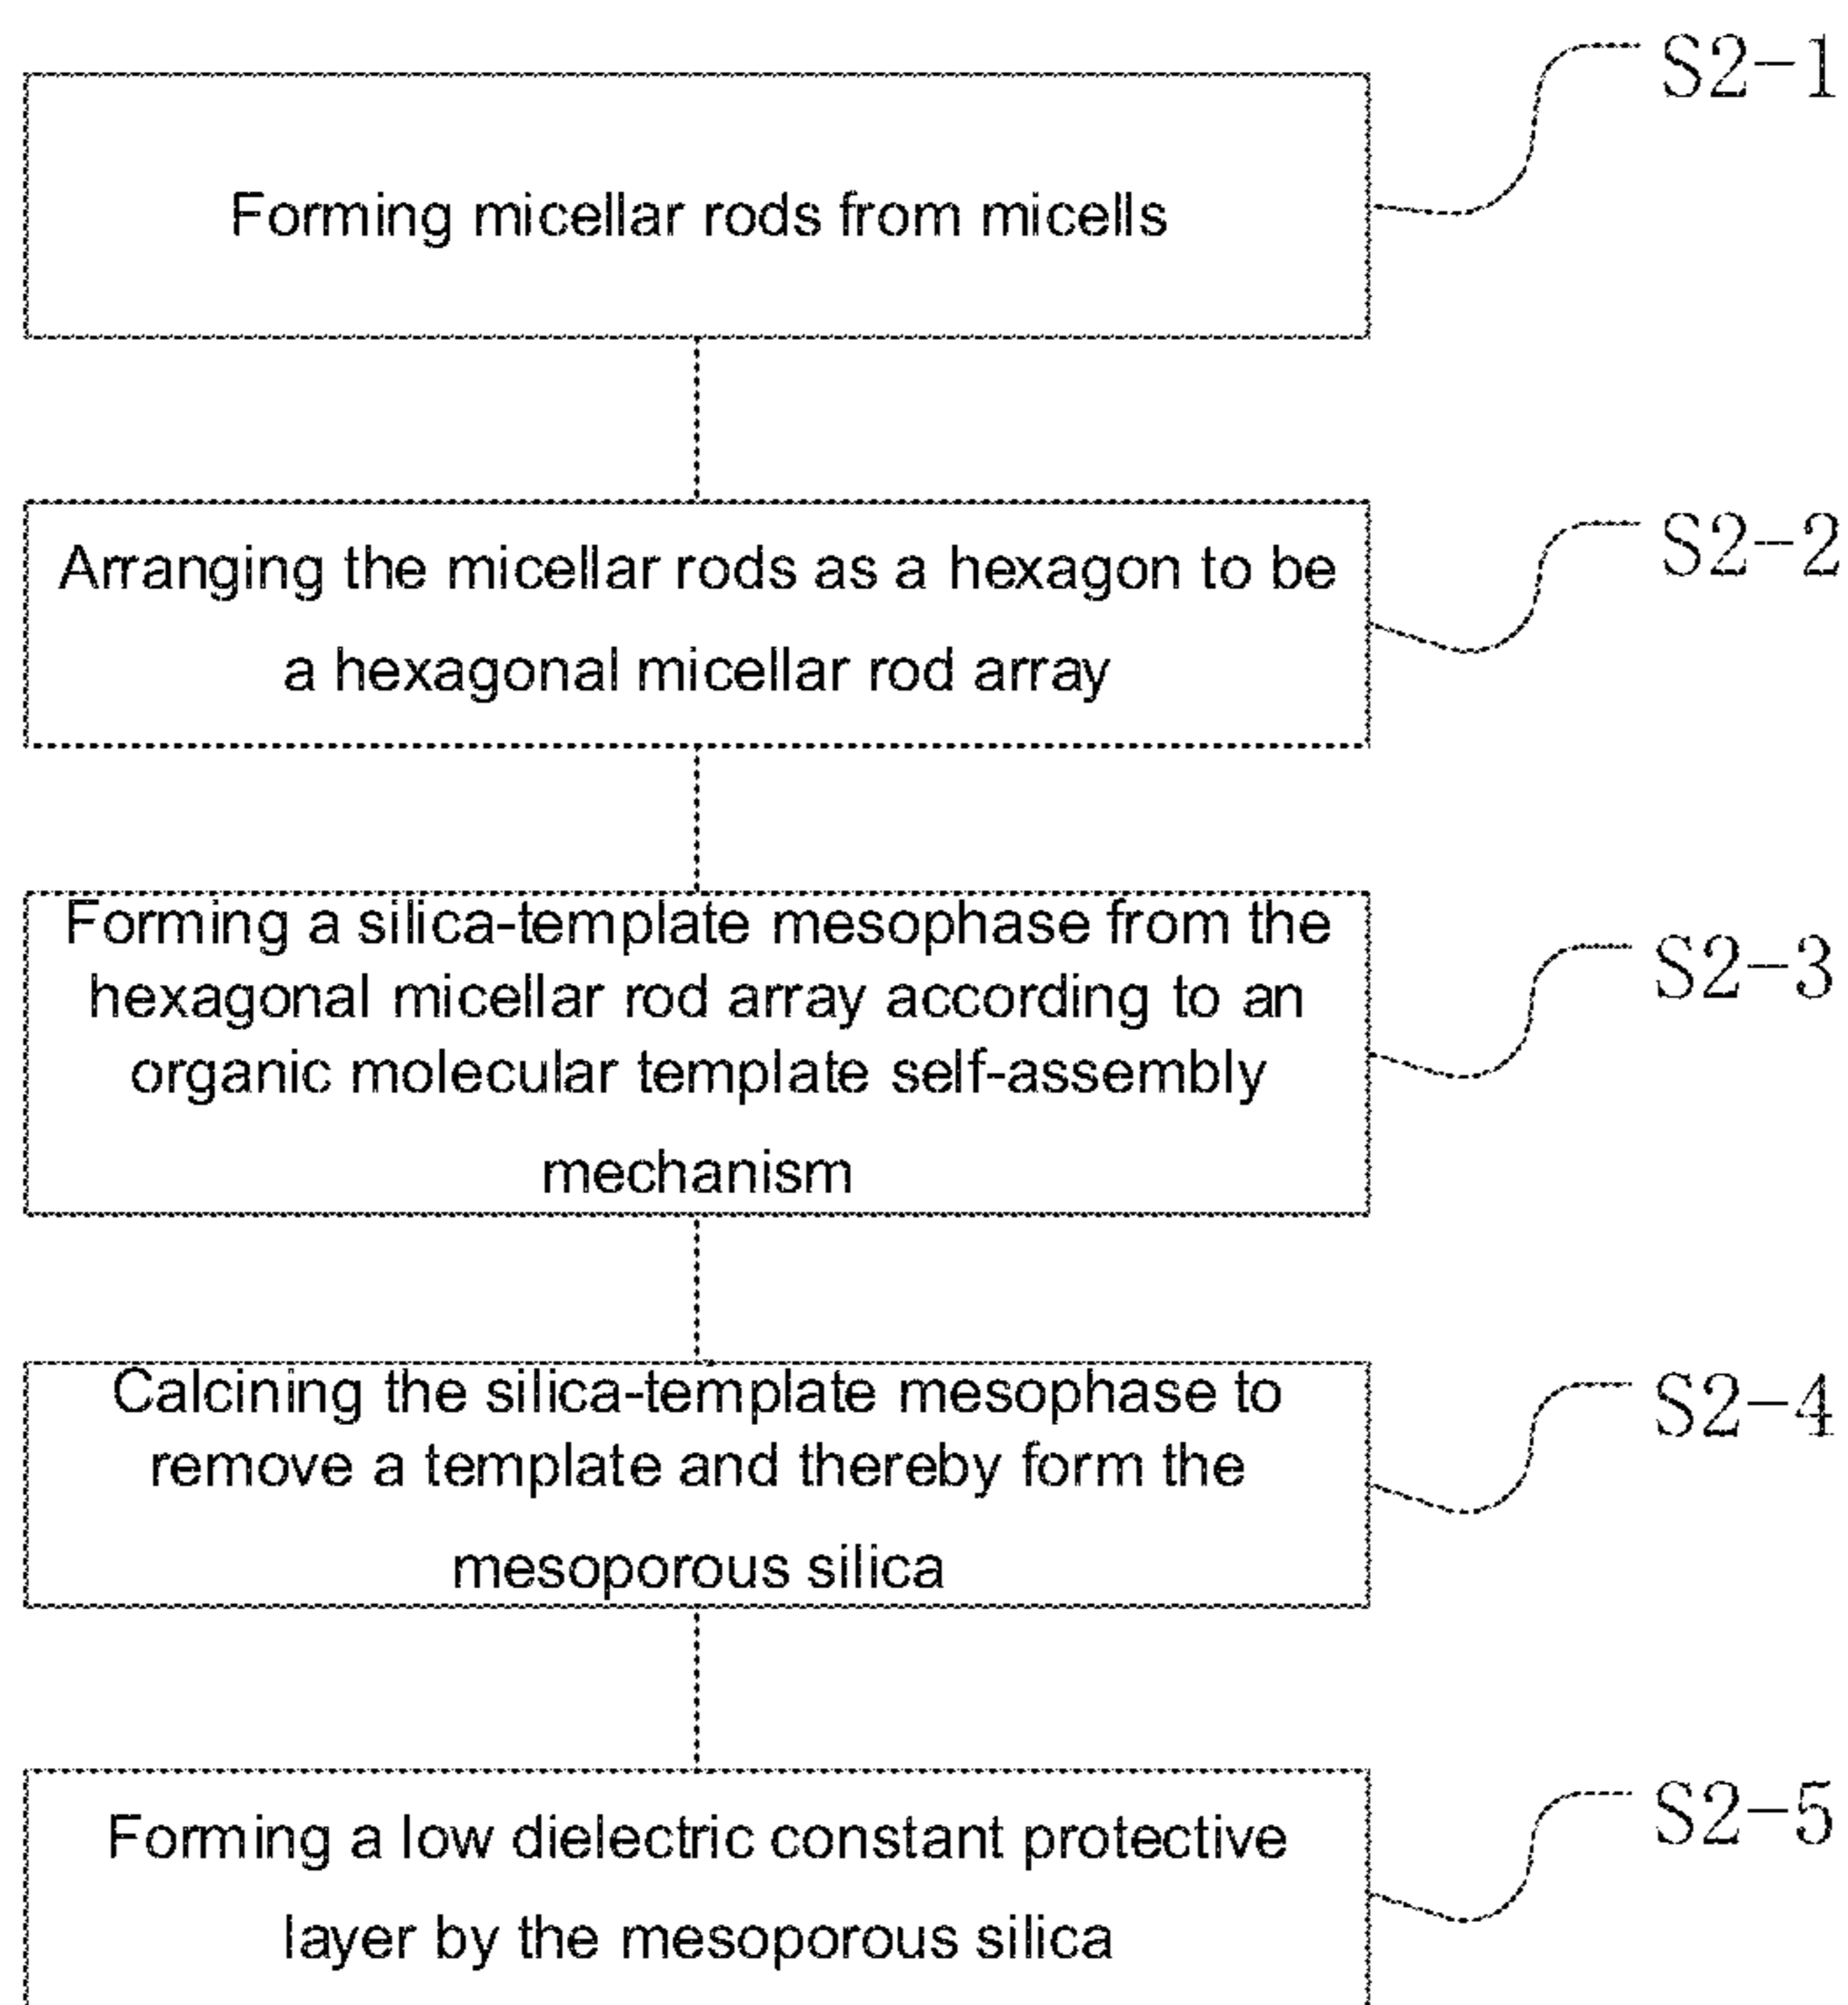 S2-1
Forming micellar rods from micells
S2-2
Arranging the micellar rods as a hexagon to be
a hexagonal micellar rod array
Forming a silica-template mesophase from the
S2-3
hexagonal micellar rod array according to an
organic molecular template self-assembly
mechanism
Calcining the silica-template mesophase to
S2-4
remove a template and thereby form the
mesoporous silica
S2-5
Forming a low dielectric constant protective
layer by the mesoporous silica